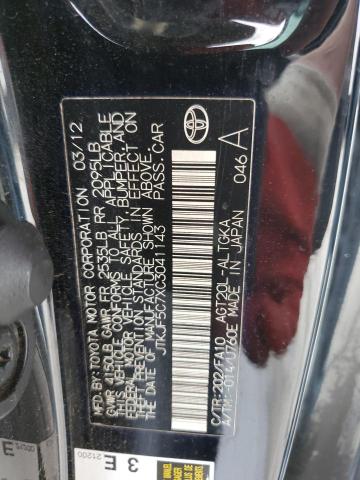 MFD. BY: TOYOTA MOTOR CORPORATION 03/12
GVWR 4150LB GAWR FR 2535LB RR 2095LB
THIS VEHICLE CONFORMS TO ALL APPLICABLE
FEDERAL MOTOR VEHICLE SAFETY, BUMPER, AND
THEFT PREVENTION STANDARDS IN EFFECT ON
THE DATE OF MANUFACTURE SHOWN ABOVE.
JTKJF5C7XC3041143 PASS. CAR
C/TR: 202/FA10 AGT20L-ALTGKA
A/TM: -014/U760E MADE IN JAPAN
046 A
3 E
21200